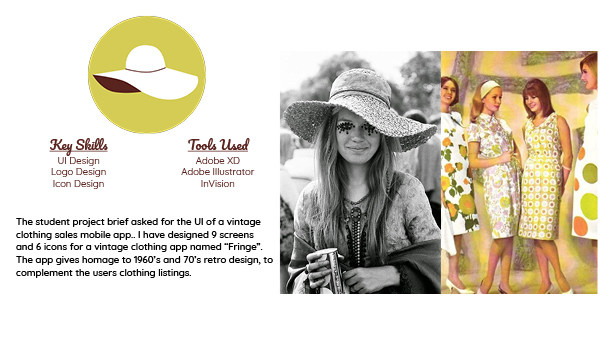 Key Skills
UI Design
Logo Design
Icon Design
Tools Used
Adobe XD
Adobe Illustrator
InVision
The student project brief asked for the UI of a vintage
clothing sales mobile app.. I have designed 9 screens
and 6 icons for a vintage clothing app named “Fringe”.
The app gives homage to 1960’s and 70’s retro design, to
complement the users clothing listings.